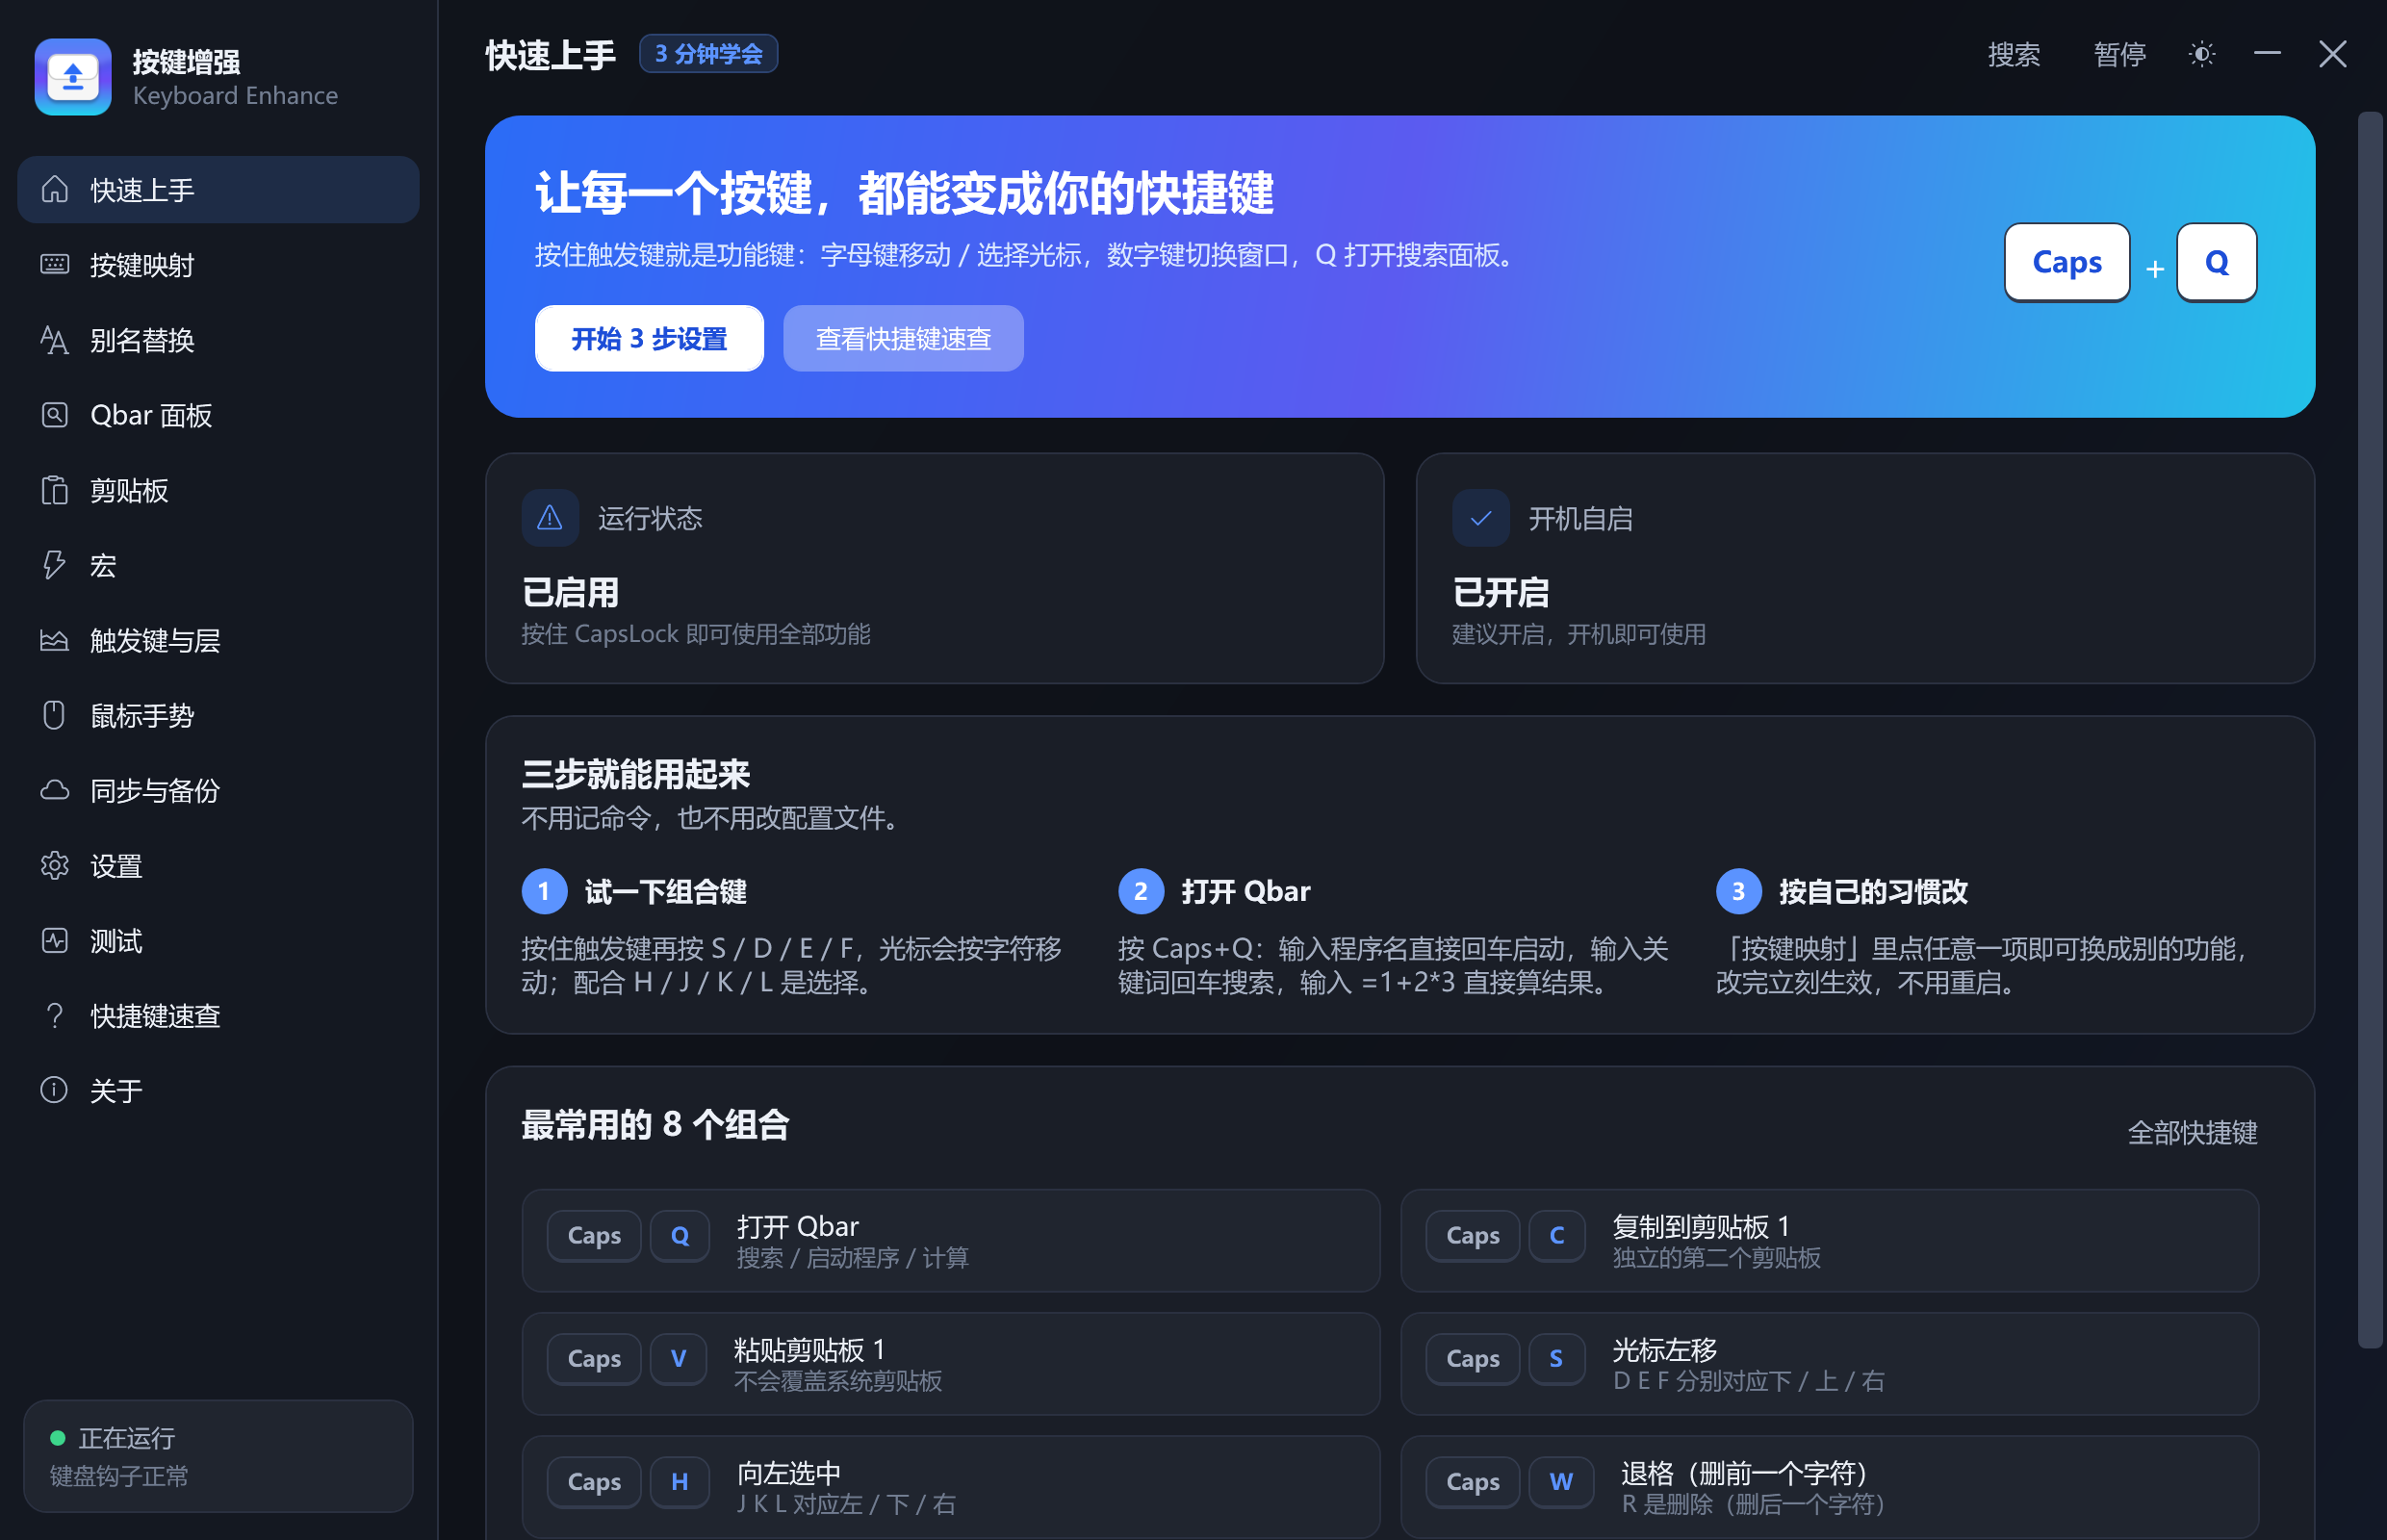 按键增强
Keyboard Enhance
快速上手
按键映射
别名替换
Qbar 面板
剪贴板
宏
触发键与层
鼠标手势
同步与备份
设置
测试
快捷键速查
关于
正在运行
键盘钩子正常
快速上手
3 分钟学会
搜索
暂停
让每一个按键，都能变成你的快捷键
按住触发键就是功能键：字母键移动 / 选择光标，数字键切换窗口，Q 打开搜索面板。
开始 3 步设置
查看快捷键速查
Caps + Q
运行状态
已启用
按住 CapsLock 即可使用全部功能
开机自启
已开启
建议开启，开机即可使用
三步就能用起来
不用记命令，也不用改配置文件。
1 试一下组合键
按住触发键再按 S / D / E / F，光标会按字符移
动；配合 H / J / K / L 是选择。
2 打开 Qbar
按 Caps+Q：输入程序名直接回车启动，输入关
键词回车搜索，输入 =1+2*3 直接算结果。
3 按自己的习惯改
「按键映射」里点任意一项即可换成别的功能，
改完立刻生效，不用重启。
最常用的 8 个组合
全部快捷键
Caps Q 打开 Qbar
搜索 / 启动程序 / 计算
Caps C 复制到剪贴板 1
独立的第二个剪贴板
Caps V 粘贴剪贴板 1
不会覆盖系统剪贴板
Caps S 光标左移
D E F 分别对应下 / 上 / 右
Caps H 向左选中
J K L 对应左 / 下 / 右
Caps W 退格（删前一个字符）
R 是删除（删后一个字符）